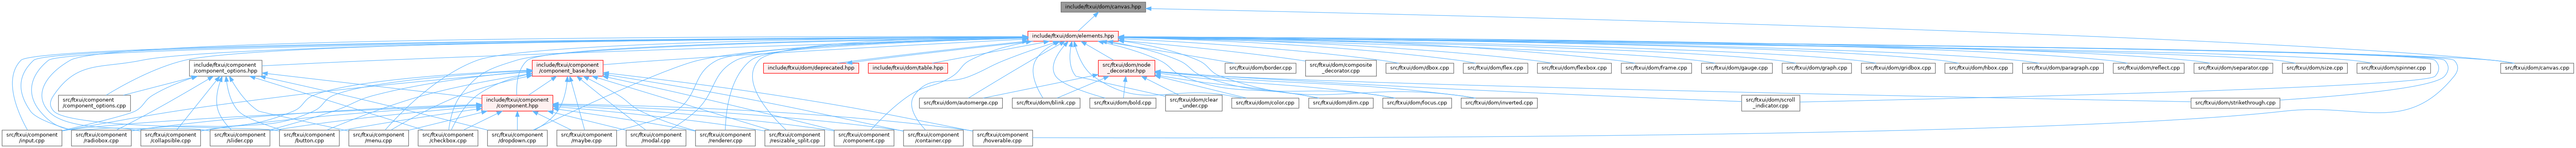 include/ftxui/dom/canvas.hpp
include/ftxui/dom/elements.hpp
include/ftxui/component
/component_options.hpp
include/ftxui/component
/component_base.hpp
include/ftxui/dom/deprecated.hpp
include/ftxui/dom/table.hpp
src/ftxui/dom/node
_decorator.hpp
src/ftxui/dom/border.cpp
src/ftxui/dom/composite
_decorator.cpp
src/ftxui/dom/dbox.cpp
src/ftxui/dom/flex.cpp
src/ftxui/dom/flexbox.cpp
src/ftxui/dom/frame.cpp
src/ftxui/dom/gauge.cpp
src/ftxui/dom/graph.cpp
src/ftxui/dom/gridbox.cpp
src/ftxui/dom/hbox.cpp
src/ftxui/dom/paragraph.cpp
src/ftxui/dom/reflect.cpp
src/ftxui/dom/separator.cpp
src/ftxui/dom/size.cpp
src/ftxui/dom/spinner.cpp
src/ftxui/dom/canvas.cpp
src/ftxui/component
/component_options.cpp
include/ftxui/component
/component.hpp
src/ftxui/dom/automerge.cpp
src/ftxui/dom/blink.cpp
src/ftxui/dom/bold.cpp
src/ftxui/dom/clear
_under.cpp
src/ftxui/dom/color.cpp
src/ftxui/dom/dim.cpp
src/ftxui/dom/focus.cpp
src/ftxui/dom/inverted.cpp
src/ftxui/dom/scroll
_indicator.cpp
src/ftxui/dom/strikethrough.cpp
src/ftxui/component
/input.cpp
src/ftxui/component
/radiobox.cpp
src/ftxui/component
/collapsible.cpp
src/ftxui/component
/slider.cpp
src/ftxui/component
/button.cpp
src/ftxui/component
/menu.cpp
src/ftxui/component
/checkbox.cpp
src/ftxui/component
/dropdown.cpp
src/ftxui/component
/maybe.cpp
src/ftxui/component
/modal.cpp
src/ftxui/component
/renderer.cpp
src/ftxui/component
/resizable_split.cpp
src/ftxui/component
/component.cpp
src/ftxui/component
/container.cpp
src/ftxui/component
/hoverable.cpp